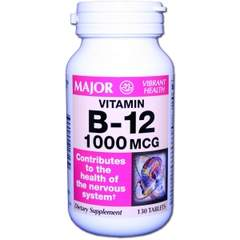 MAJOR
VIBRANT
HEALTH
VITAMIN
B-12
1000 MCG
Contributes
to the
health of
the nervous
system†
Dietary Supplement
130 TABLETS